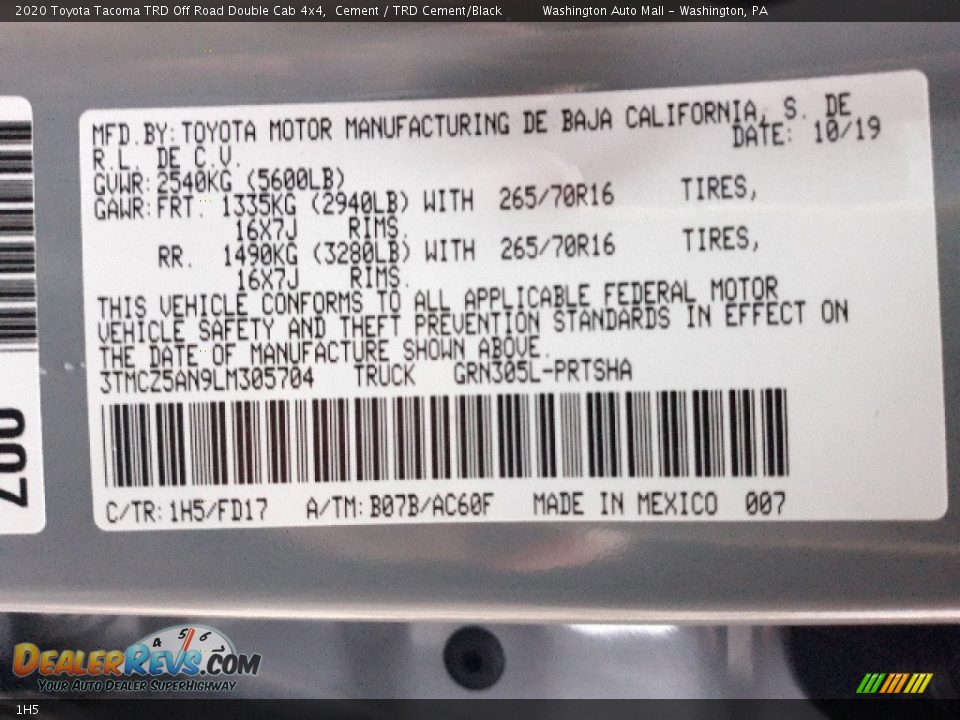 2020 Toyota Tacoma TRD Off Road Double Cab 4x4, Cement / TRD Cement/Black Washington Auto Mall - Washington, PA
MFD.BY:TOYOTA MOTOR MANUFACTURING DE BAJA CALIFORNIA, S. DE
R.L. DE C.V. DATE: 10/19
GVWR:2540KG (5600LB)
GAWR:FRT. 1335KG (2940LB) WITH 265/70R16 TIRES,
16X7J RIMS.
RR. 1490KG (3280LB) WITH 265/70R16 TIRES,
16X7J RIMS.
THIS VEHICLE CONFORMS TO ALL APPLICABLE FEDERAL MOTOR
VEHICLE SAFETY AND THEFT PREVENTION STANDARDS IN EFFECT ON
THE DATE OF MANUFACTURE SHOWN ABOVE.
3TMCZ5AN9LM305704 TRUCK GRN305L-PRTSHA
C/TR:1H5/FD17 A/TM:B07B/AC60F MADE IN MEXICO 007
007
4 5 6
DEALERREVS.COM
YOUR AUTO DEALER SUPERHIGHWAY
1H5